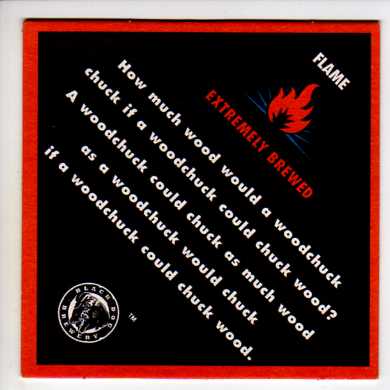 FLAME
EXTREMELY BREWED
How much wood would a woodchuck
chuck if a woodchuck could chuck wood?
A woodchuck could chuck as much wood
as a woodchuck would chuck
if a woodchuck could chuck wood.
BLACK DOG
BREWERY
™